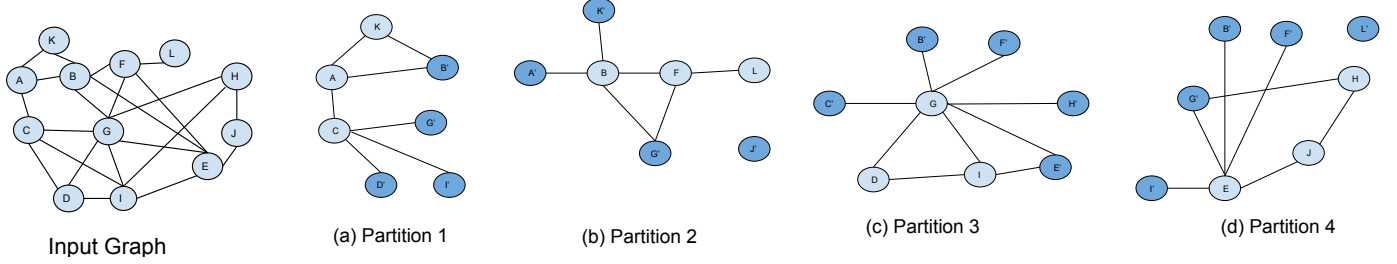 K
A
B
F
L
H
C
G
J
E
D
I
Input Graph
K
A
B'
C
G'
D'
I'
(a) Partition 1
K'
A'
B
F
L
G'
J'
(b) Partition 2
B'
F'
C'
G
H'
D
I
E'
(c) Partition 3
B'
F'
L'
G'
H
J
I'
E
(d) Partition 4